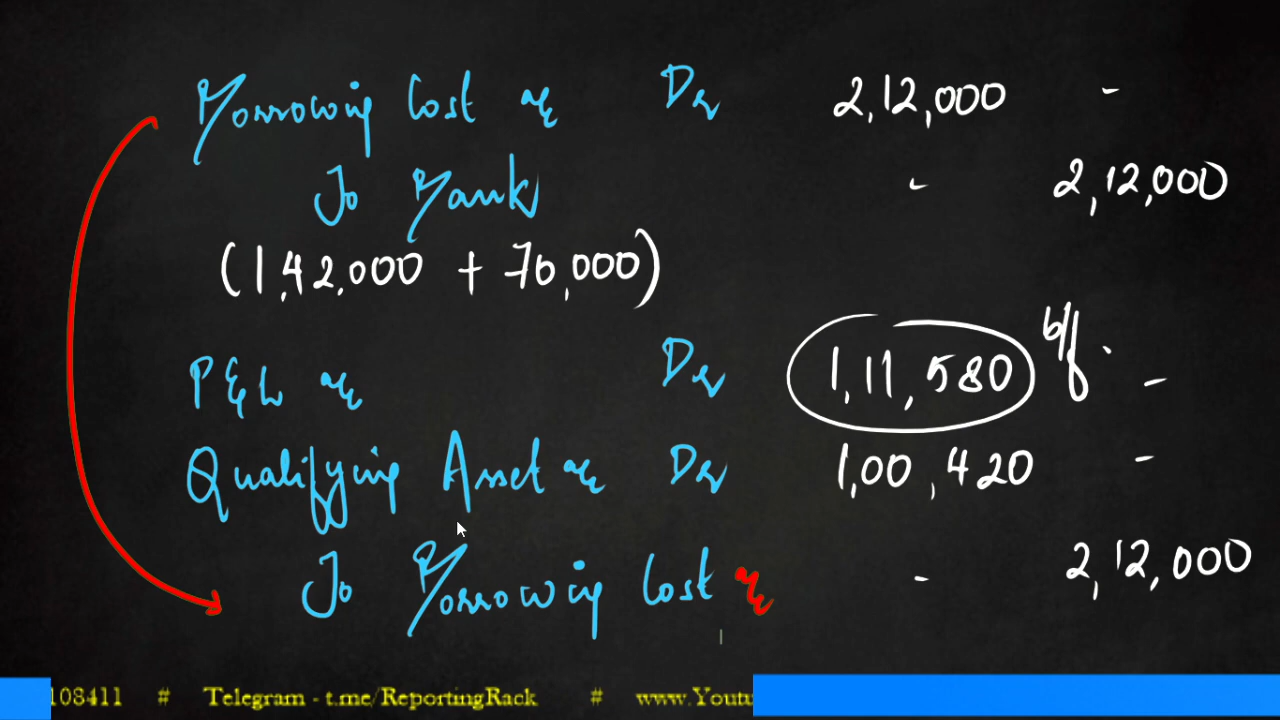 Borrowing Cost a/c Dr 2,12,000 -
To Bank - 2,12,000
(1,42,000 + 70,000)
P&L a/c Dr 1,11,580 b/f. -
Qualifying Asset a/c Dr 1,00,420 -
To Borrowing Cost a/c - 2,12,000
108411 # Telegram - t.me/ReportingRack # www.Youtu